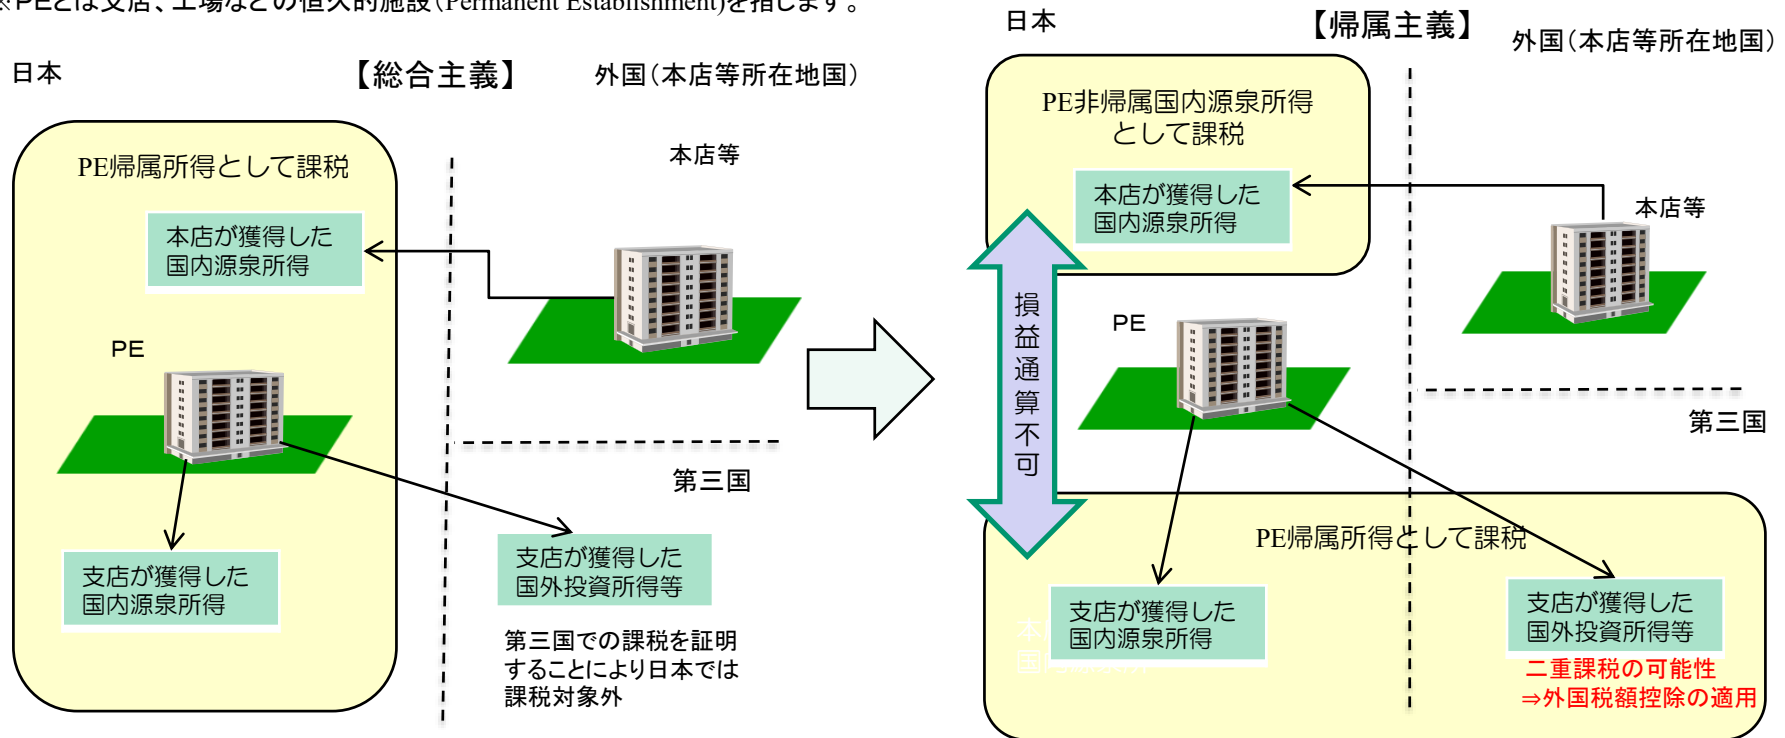 ※PEとは支店、工場などの恒久的施設(Permanent Establishment)を指します。
日本
【総合主義】
外国(本店等所在地国)
PE帰属所得として課税
本店等
本店が獲得した
国内源泉所得
PE
第三国
支店が獲得した
国内源泉所得
支店が獲得した
国外投資所得等
第三国での課税を証明
することにより日本では
課税対象外
日本
【帰属主義】
外国(本店等所在地国)
PE非帰属国内源泉所得
として課税
本店が獲得した
国内源泉所得
本店等
損益通算不可
PE
第三国
PE帰属所得として課税
支店が獲得した
国内源泉所得
支店が獲得した
国外投資所得等
二重課税の可能性
⇒外国税額控除の適用